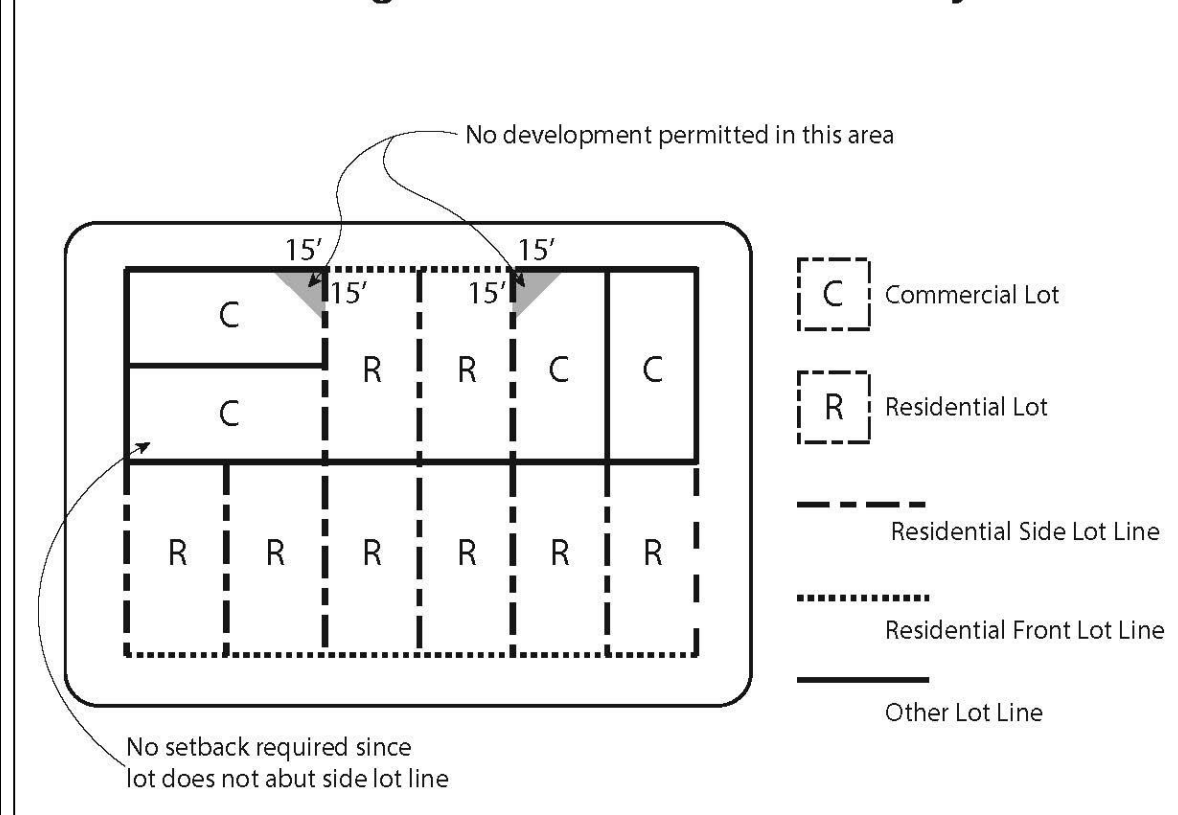 No development permitted in this area
15′ 15′
15′ 15′
C
R R C C
C
R R R R R R
C Commercial Lot
R Residential Lot
Residential Side Lot Line
Residential Front Lot Line
Other Lot Line
No setback required since
lot does not abut side lot line